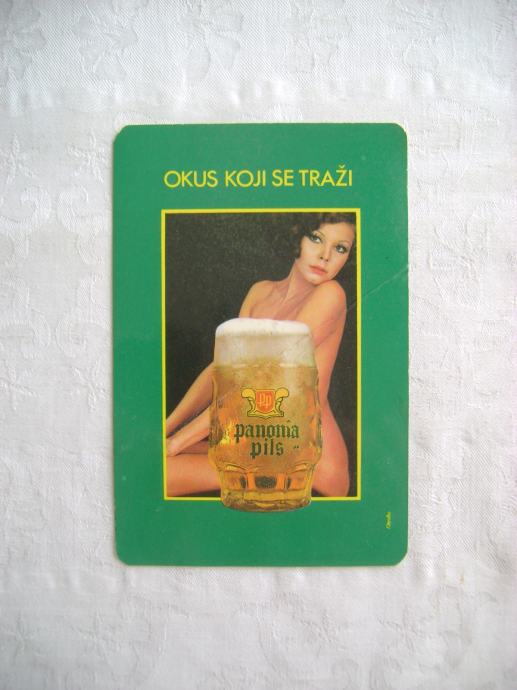 OKUS KOJI SE TRAŽI
PP
panonia
pils